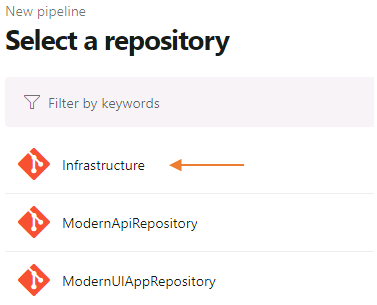 New pipeline
Select a repository
Filter by keywords
Infrastructure
ModernApiRepository
ModernUIAppRepository